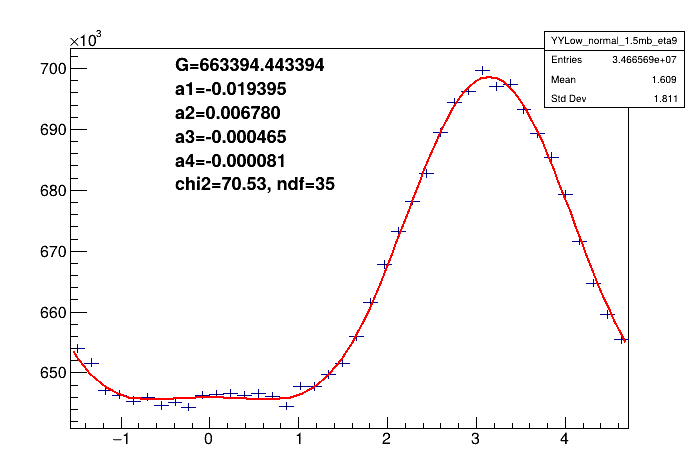 YYLow_normal_1.5mb_eta9
Entries 3.466569e+07
Mean 1.609
Std Dev 1.811
×10³
G=663394.443394
a1=-0.019395
a2=0.006780
a3=-0.000465
a4=-0.000081
chi2=70.53, ndf=35
700
690
680
670
660
650
−1 0 1 2 3 4